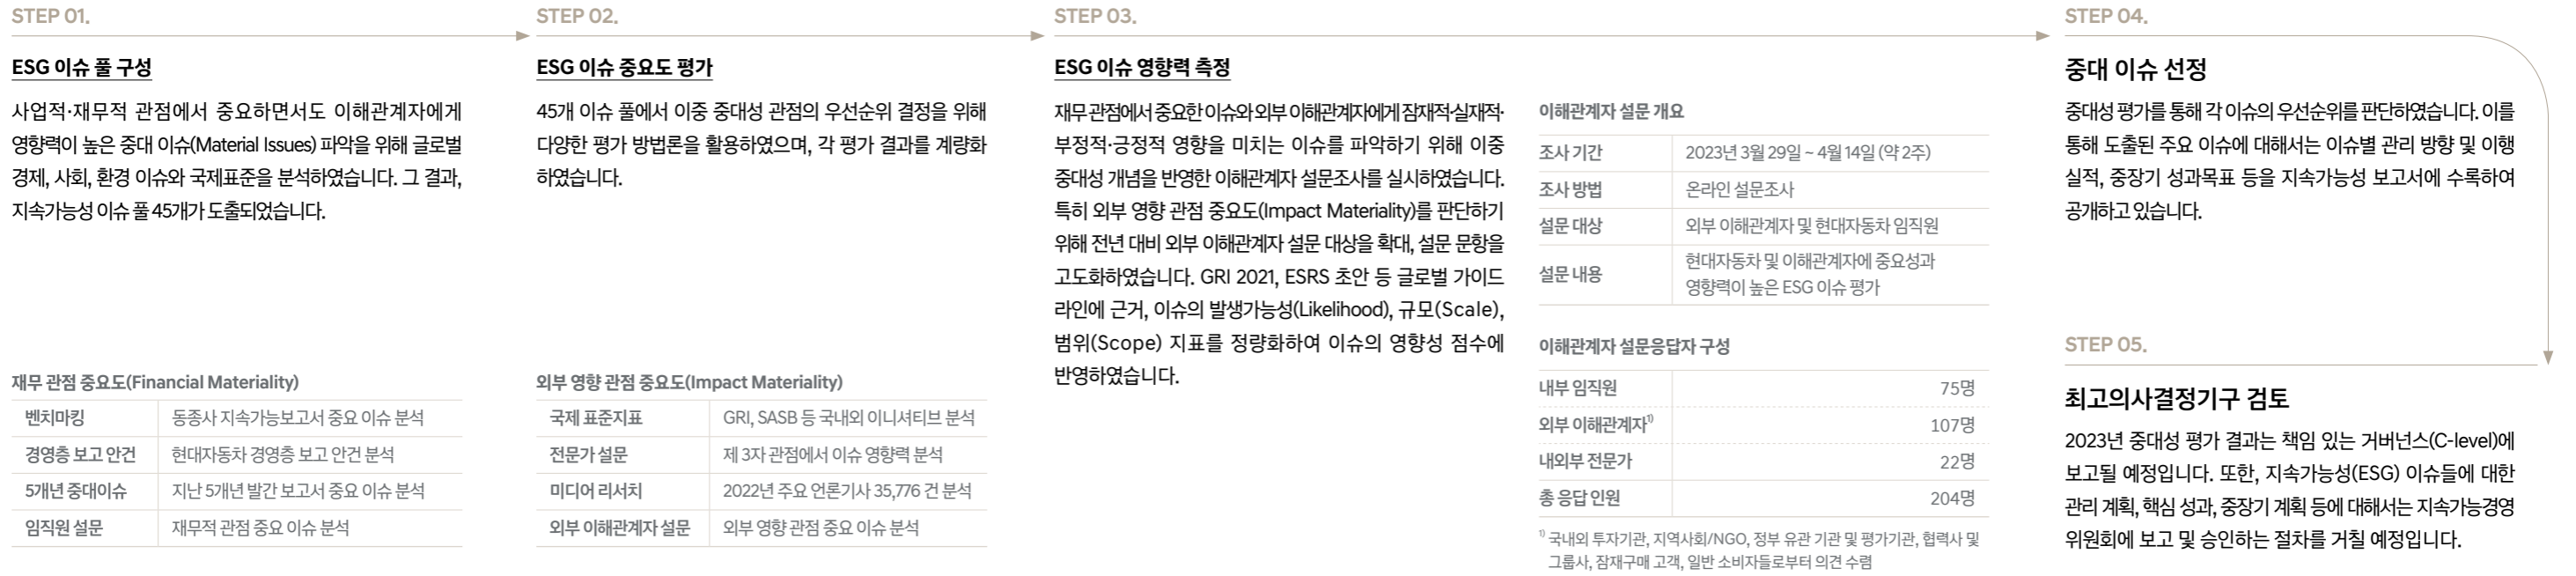 STEP 01.
ESG 이슈 풀 구성
사업적·재무적 관점에서 중요하면서도 이해관계자에게
영향력이 높은 중대 이슈(Material Issues) 파악을 위해 글로벌
경제, 사회, 환경 이슈와 국제표준을 분석하였습니다. 그 결과,
지속가능성 이슈 풀 45개가 도출되었습니다.
재무 관점 중요도(Financial Materiality)
벤치마킹 동종사 지속가능보고서 중요 이슈 분석
경영층 보고 안건 현대자동차 경영층 보고 안건 분석
5개년 중대이슈 지난 5개년 발간 보고서 중요 이슈 분석
임직원 설문 재무적 관점 중요 이슈 분석
STEP 02.
ESG 이슈 중요도 평가
45개 이슈 풀에서 이중 중대성 관점의 우선순위 결정을 위해
다양한 평가 방법론을 활용하였으며, 각 평가 결과를 계량화
하였습니다.
외부 영향 관점 중요도(Impact Materiality)
국제 표준지표 GRI, SASB 등 국내외 이니셔티브 분석
전문가 설문 제 3자 관점에서 이슈 영향력 분석
미디어 리서치 2022년 주요 언론기사 35,776 건 분석
외부 이해관계자 설문 외부 영향 관점 중요 이슈 분석
STEP 03.
ESG 이슈 영향력 측정
재무 관점에서 중요한 이슈와 외부 이해관계자에게 잠재적·실재적·
부정적·긍정적 영향을 미치는 이슈를 파악하기 위해 이중
중대성 개념을 반영한 이해관계자 설문조사를 실시하였습니다.
특히 외부 영향 관점 중요도(Impact Materiality)를 판단하기
위해 전년 대비 외부 이해관계자 설문 대상을 확대, 설문 문항을
고도화하였습니다. GRI 2021, ESRS 초안 등 글로벌 가이드
라인에 근거, 이슈의 발생가능성(Likelihood), 규모(Scale),
범위(Scope) 지표를 정량화하여 이슈의 영향성 점수에
반영하였습니다.
이해관계자 설문 개요
조사 기간 2023년 3월 29일 ~ 4월 14일 (약 2주)
조사 방법 온라인 설문조사
설문 대상 외부 이해관계자 및 현대자동차 임직원
설문 내용 현대자동차 및 이해관계자에 중요성과
영향력이 높은 ESG 이슈 평가
이해관계자 설문응답자 구성
내부 임직원 75명
외부 이해관계자1) 107명
내외부 전문가 22명
총 응답 인원 204명
1) 국내외 투자기관, 지역사회/NGO, 정부 유관 기관 및 평가기관, 협력사 및
그룹사, 잠재구매 고객, 일반 소비자들로부터 의견 수렴
STEP 04.
중대 이슈 선정
중대성 평가를 통해 각 이슈의 우선순위를 판단하였습니다. 이를
통해 도출된 주요 이슈에 대해서는 이슈별 관리 방향 및 이행
실적, 중장기 성과목표 등을 지속가능성 보고서에 수록하여
공개하고 있습니다.
STEP 05.
최고의사결정기구 검토
2023년 중대성 평가 결과는 책임 있는 거버넌스(C-level)에
보고될 예정입니다. 또한, 지속가능성(ESG) 이슈들에 대한
관리 계획, 핵심 성과, 중장기 계획 등에 대해서는 지속가능경영
위원회에 보고 및 승인하는 절차를 거칠 예정입니다.